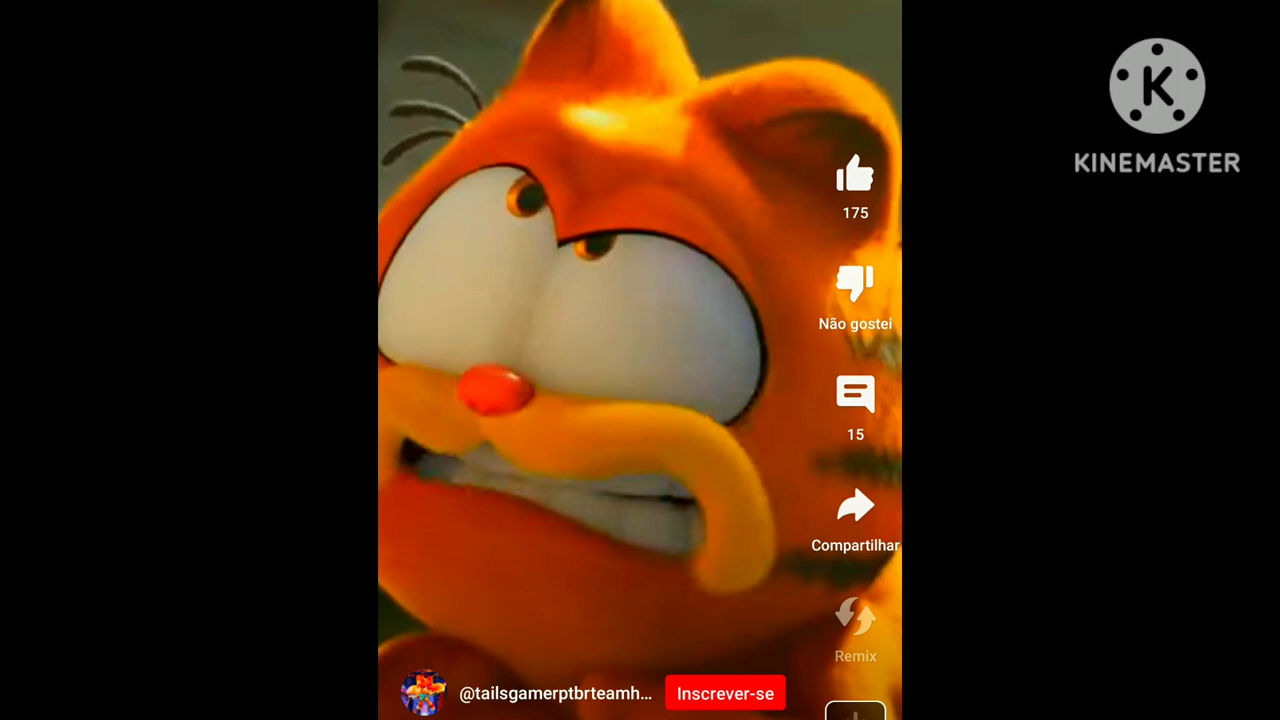 K
KINEMASTER
175
Não gostei
15
Compartilhar
Remix
@tailsgamerptbrteamh...
Inscrever-se